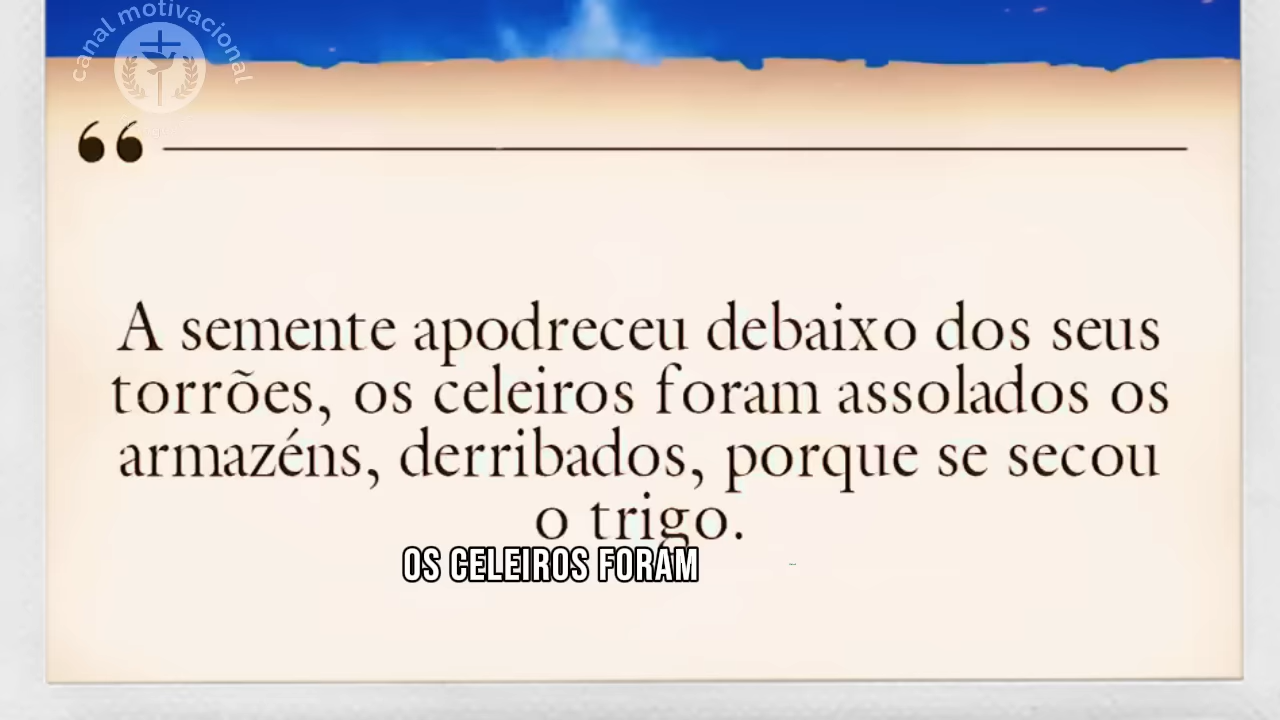 canal motivacional
“
A semente apodreceu debaixo dos seus
torrões, os celeiros foram assolados os
armazéns, derribados, porque se secou
o trigo.
OS CELEIROS FORAM